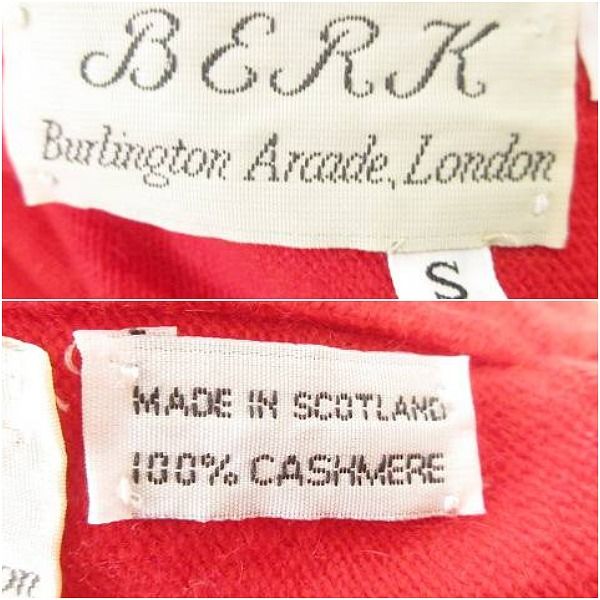 BERK
Burlington Arcade, London
S
MADE IN SCOTLAND
100% CASHMERE